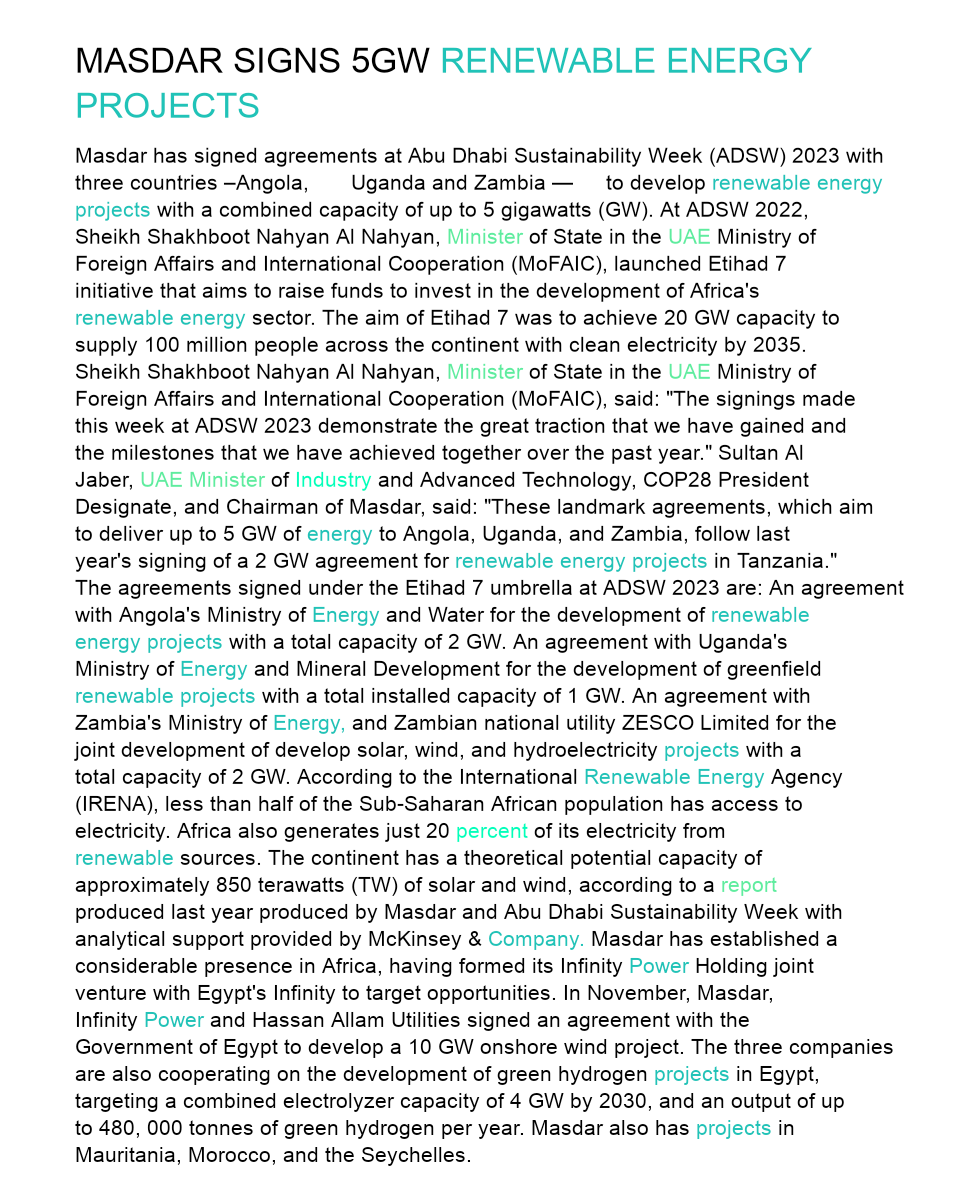 MASDAR SIGNS 5GW RENEWABLE ENERGY
PROJECTS
Masdar has signed agreements at Abu Dhabi Sustainability Week (ADSW) 2023 with
three countries –Angola, Uganda and Zambia — to develop renewable energy
projects with a combined capacity of up to 5 gigawatts (GW). At ADSW 2022,
Sheikh Shakhboot Nahyan Al Nahyan, Minister of State in the UAE Ministry of
Foreign Affairs and International Cooperation (MoFAIC), launched Etihad 7
initiative that aims to raise funds to invest in the development of Africa's
renewable energy sector. The aim of Etihad 7 was to achieve 20 GW capacity to
supply 100 million people across the continent with clean electricity by 2035.
Sheikh Shakhboot Nahyan Al Nahyan, Minister of State in the UAE Ministry of
Foreign Affairs and International Cooperation (MoFAIC), said: "The signings made
this week at ADSW 2023 demonstrate the great traction that we have gained and
the milestones that we have achieved together over the past year." Sultan Al
Jaber, UAE Minister of Industry and Advanced Technology, COP28 President
Designate, and Chairman of Masdar, said: "These landmark agreements, which aim
to deliver up to 5 GW of energy to Angola, Uganda, and Zambia, follow last
year's signing of a 2 GW agreement for renewable energy projects in Tanzania."
The agreements signed under the Etihad 7 umbrella at ADSW 2023 are: An agreement
with Angola's Ministry of Energy and Water for the development of renewable
energy projects with a total capacity of 2 GW. An agreement with Uganda's
Ministry of Energy and Mineral Development for the development of greenfield
renewable projects with a total installed capacity of 1 GW. An agreement with
Zambia's Ministry of Energy, and Zambian national utility ZESCO Limited for the
joint development of develop solar, wind, and hydroelectricity projects with a
total capacity of 2 GW. According to the International Renewable Energy Agency
(IRENA), less than half of the Sub-Saharan African population has access to
electricity. Africa also generates just 20 percent of its electricity from
renewable sources. The continent has a theoretical potential capacity of
approximately 850 terawatts (TW) of solar and wind, according to a report
produced last year produced by Masdar and Abu Dhabi Sustainability Week with
analytical support provided by McKinsey & Company. Masdar has established a
considerable presence in Africa, having formed its Infinity Power Holding joint
venture with Egypt's Infinity to target opportunities. In November, Masdar,
Infinity Power and Hassan Allam Utilities signed an agreement with the
Government of Egypt to develop a 10 GW onshore wind project. The three companies
are also cooperating on the development of green hydrogen projects in Egypt,
targeting a combined electrolyzer capacity of 4 GW by 2030, and an output of up
to 480, 000 tonnes of green hydrogen per year. Masdar also has projects in
Mauritania, Morocco, and the Seychelles.